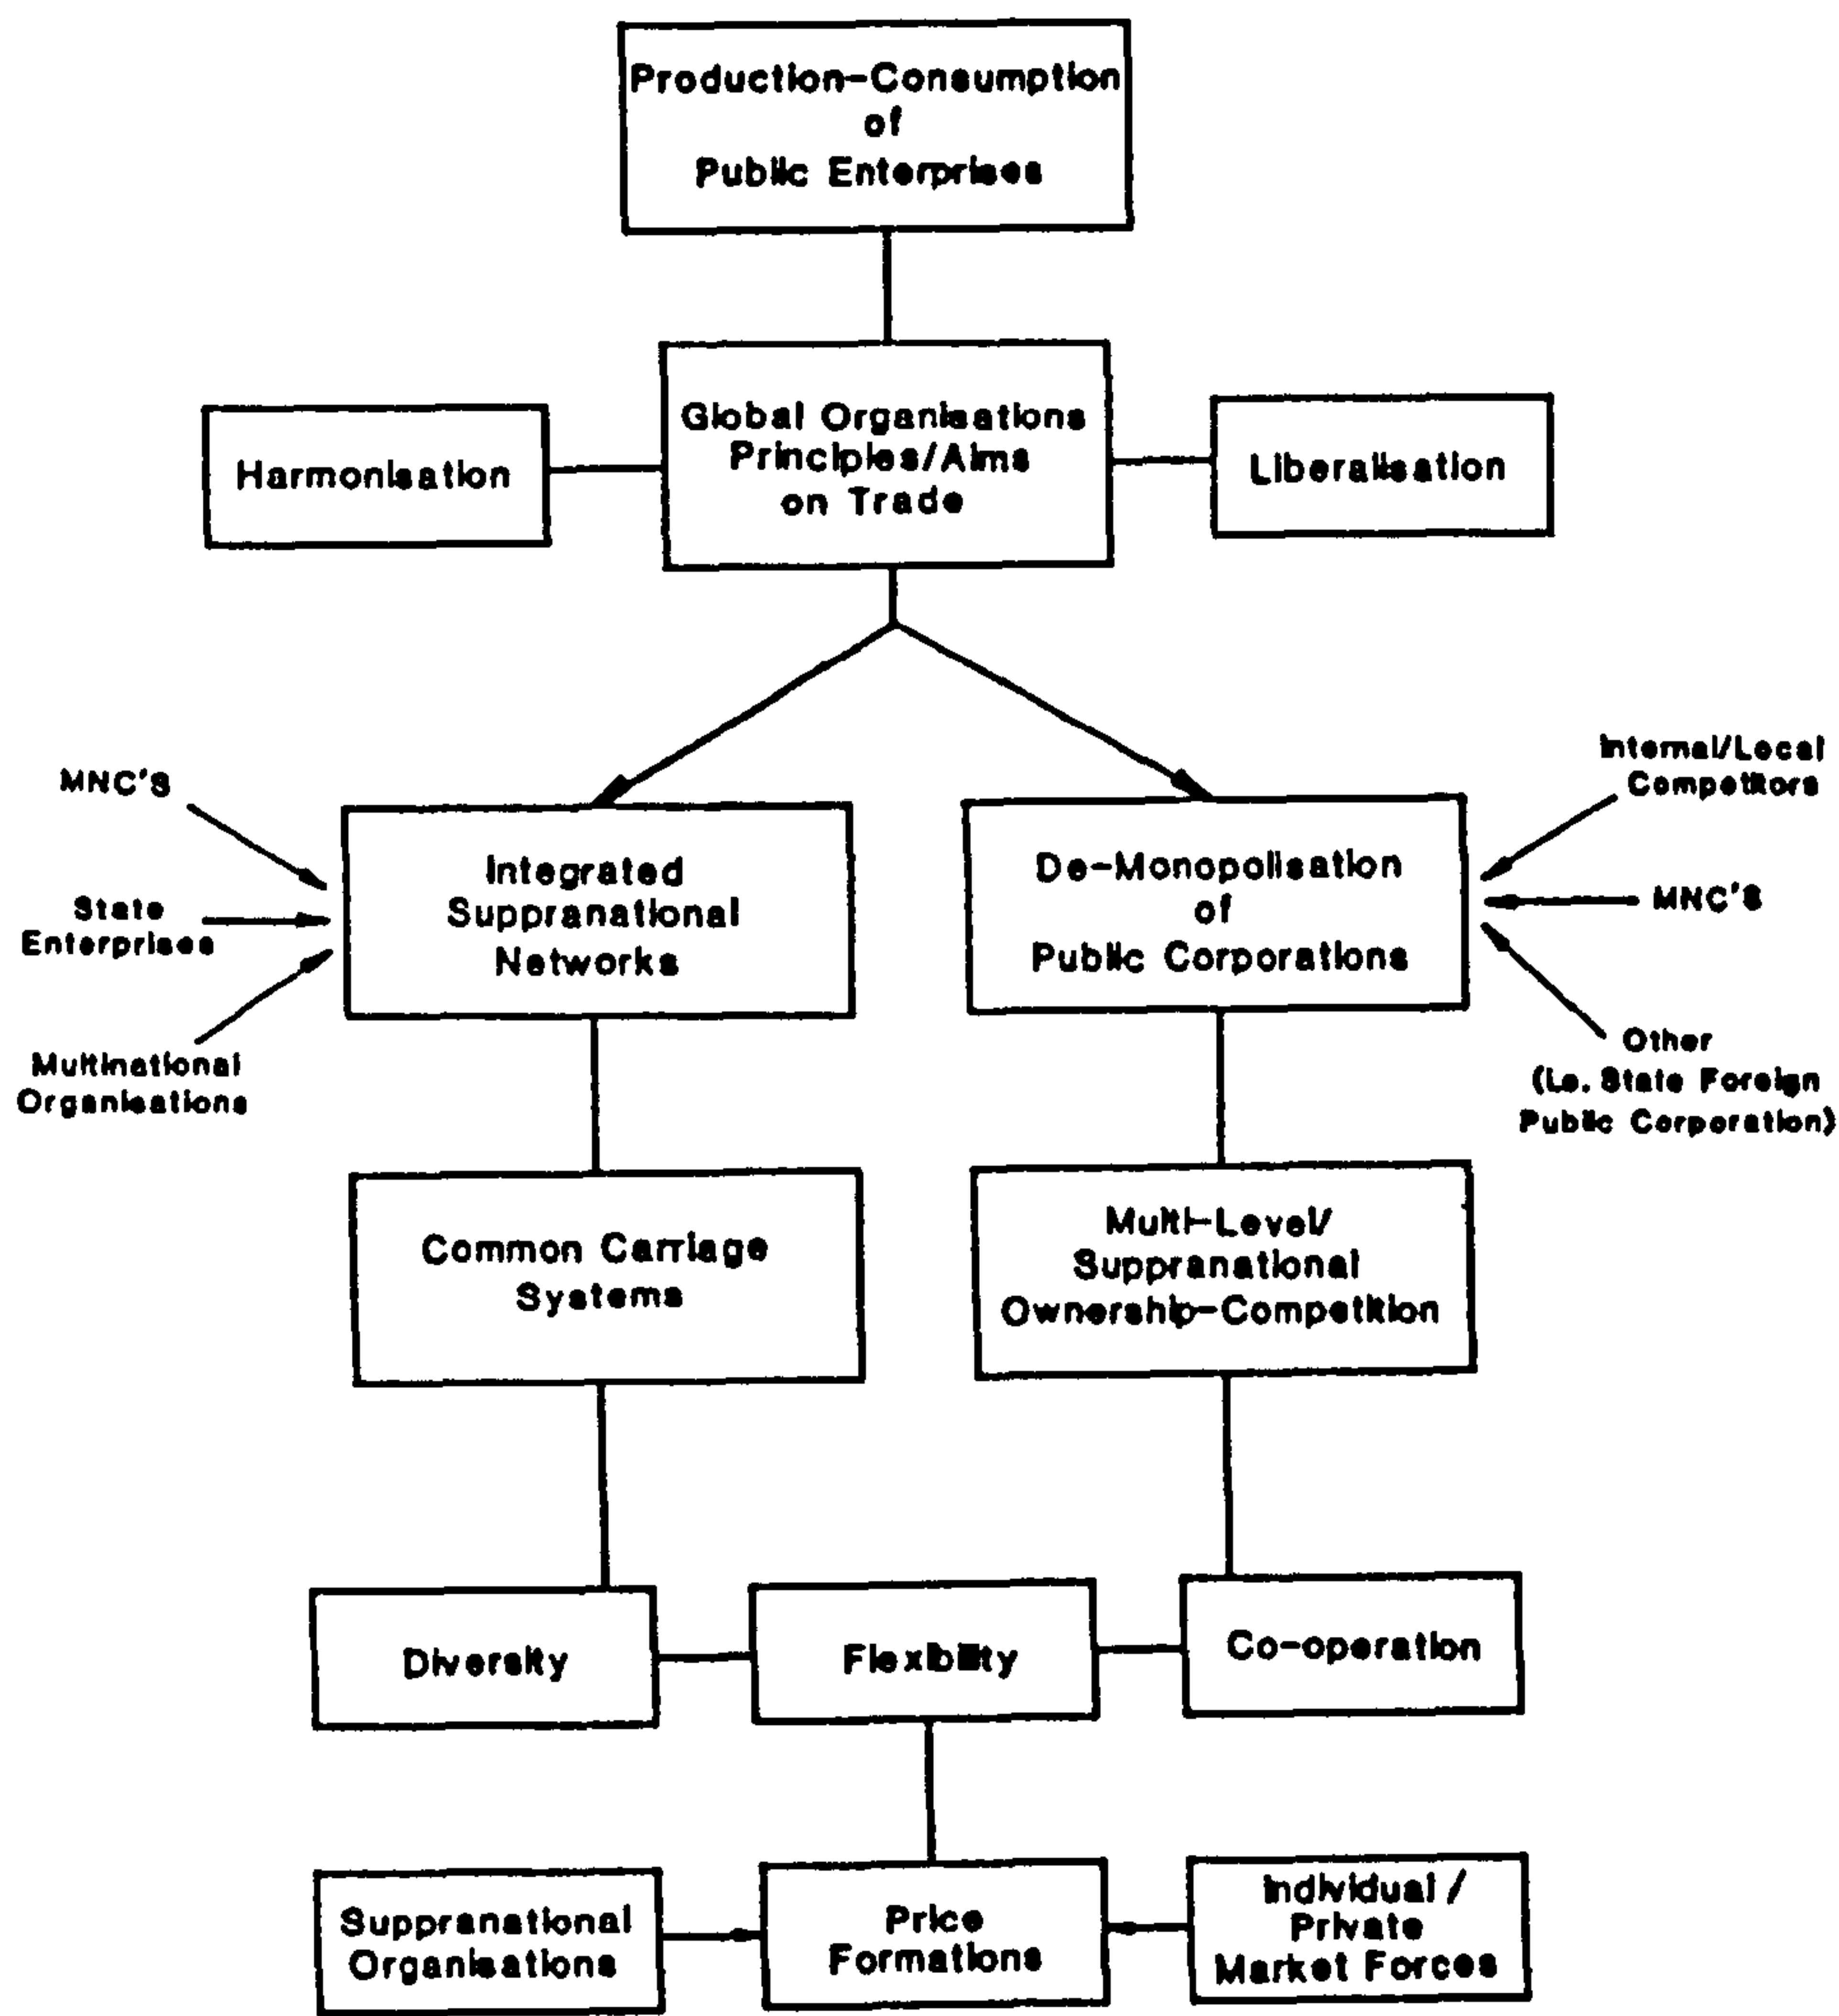 Production-Consumption
of
Public Enterprises
Global Organisations
Principles/Aims
on Trade
Harmonisation
Liberalisation
MNC'S
State
Enterprises
Multinational
Organisations
Integrated
Suppranational
Networks
De-Monopolisation
of
Public Corporations
Internal/Local
Competitors
MNC'S
Other
(i.e. State Foreign
Public Corporation)
Common Carriage
Systems
Multi-Level/
Suppranational
Ownership-Competition
Diversity
Flexibility
Co-operation
Suppranational
Organisations
Price
Formations
Individual /
Private
Market Forces